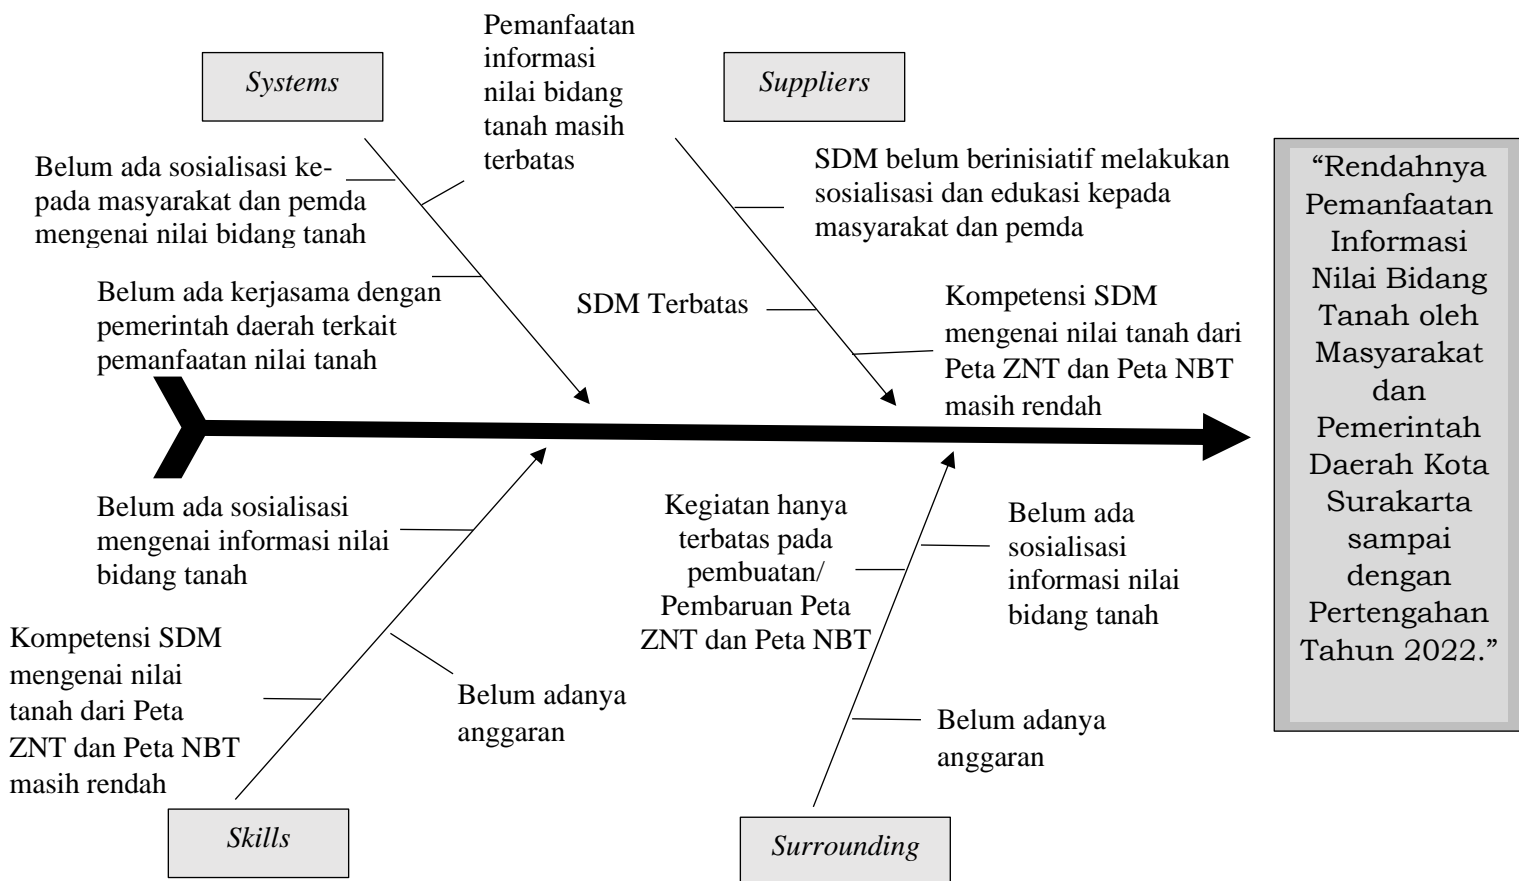 Systems
Pemanfaatan
informasi
nilai bidang
tanah masih
terbatas
Belum ada sosialisasi ke-
pada masyarakat dan pemda
mengenai nilai bidang tanah
Belum ada kerjasama dengan
pemerintah daerah terkait
pemanfaatan nilai tanah
Suppliers
SDM belum berinisiatif melakukan
sosialisasi dan edukasi kepada
masyarakat dan pemda
SDM Terbatas
Kompetensi SDM
mengenai nilai tanah dari
Peta ZNT dan Peta NBT
masih rendah
“Rendahnya
Pemanfaatan
Informasi
Nilai Bidang
Tanah oleh
Masyarakat
dan
Pemerintah
Daerah Kota
Surakarta
sampai
dengan
Pertengahan
Tahun 2022.”
Belum ada sosialisasi
mengenai informasi nilai
bidang tanah
Kompetensi SDM
mengenai nilai
tanah dari Peta
ZNT dan Peta NBT
masih rendah
Belum adanya
anggaran
Skills
Kegiatan hanya
terbatas pada
pembuatan/
Pembaruan Peta
ZNT dan Peta NBT
Belum ada
sosialisasi
informasi nilai
bidang tanah
Belum adanya
anggaran
Surrounding